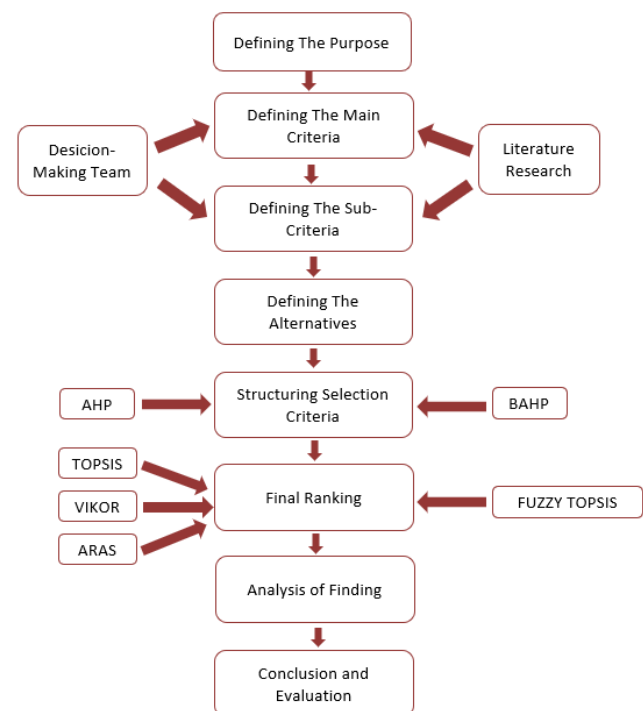 Defining The Purpose
Defining The Main
Criteria
Desicion-
Making Team
Literature
Research
Defining The Sub-
Criteria
Defining The
Alternatives
AHP
Structuring Selection
Criteria
BAHP
TOPSIS
VIKOR
ARAS
Final Ranking
FUZZY TOPSIS
Analysis of Finding
Conclusion and
Evaluation